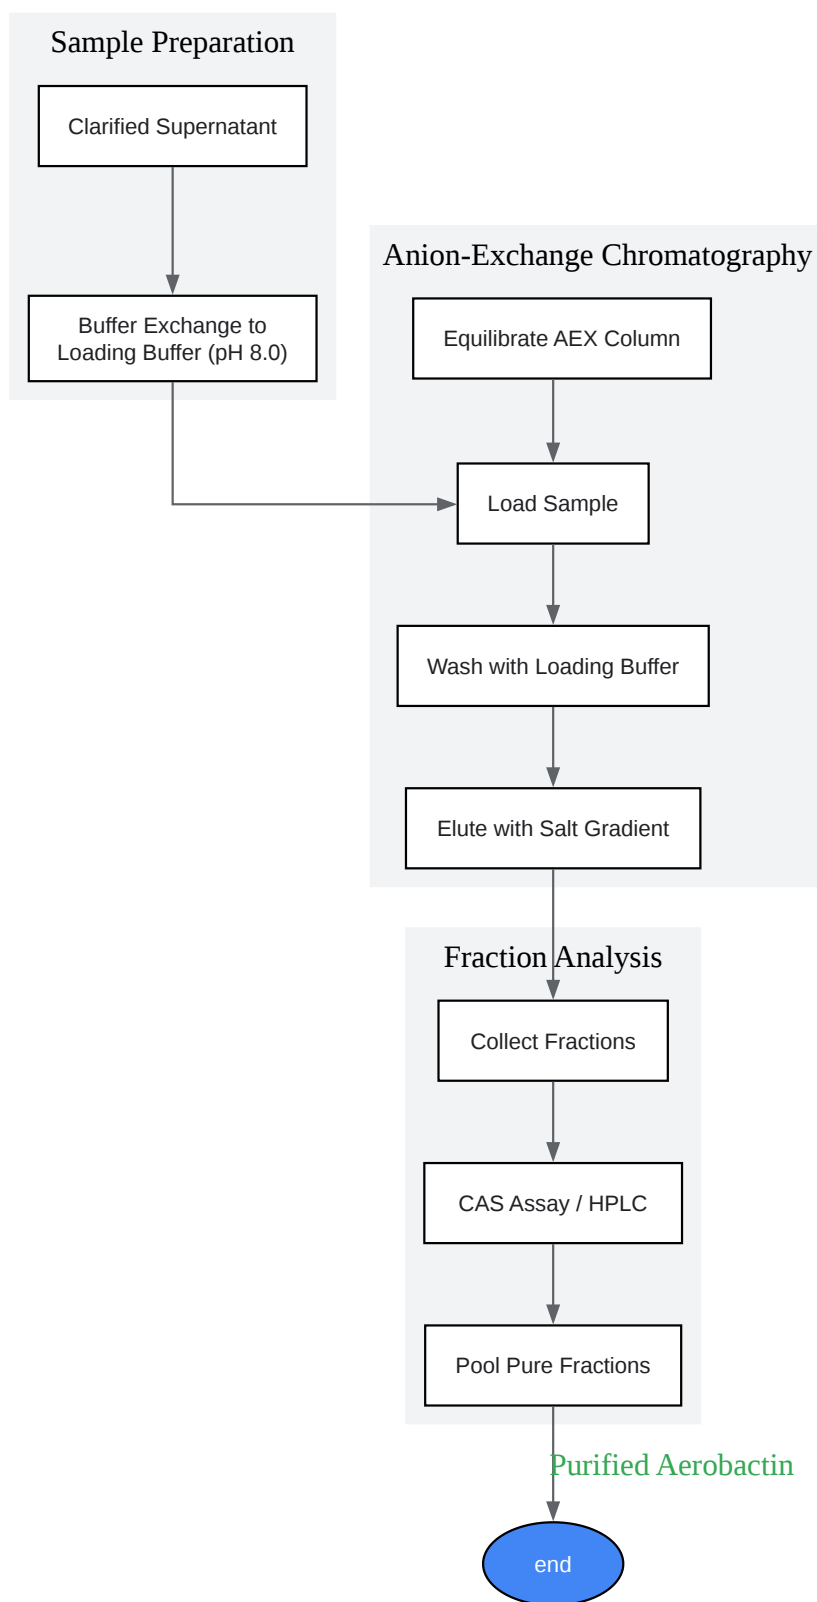 Sample Preparation
Clarified Supernatant
Buffer Exchange to
Loading Buffer (pH 8.0)
Anion-Exchange Chromatography
Equilibrate AEX Column
Load Sample
Wash with Loading Buffer
Elute with Salt Gradient
Fraction Analysis
Collect Fractions
CAS Assay / HPLC
Pool Pure Fractions
Purified Aerobactin
end